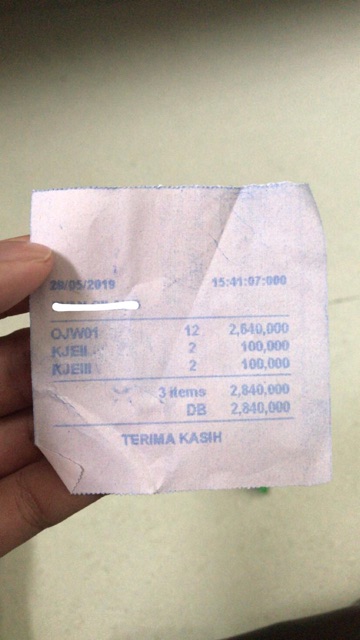 28/05/2019 15:41:07:000
OJW01 12 2,640,000
KJEII 2 100,000
KJEIII 2 100,000
3 items 2,840,000
DB 2,840,000
TERIMA KASIH